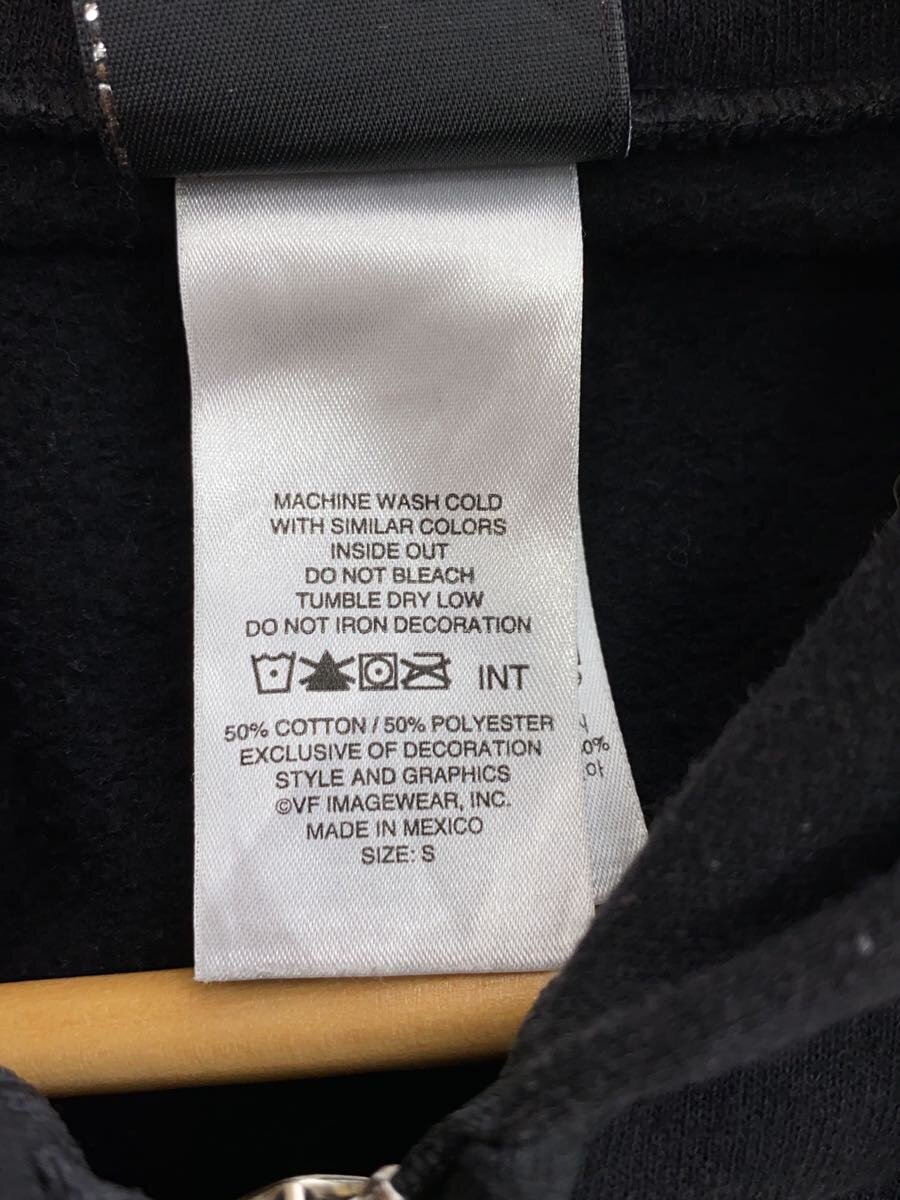 MACHINE WASH COLD
WITH SIMILAR COLORS
INSIDE OUT
DO NOT BLEACH
TUMBLE DRY LOW
DO NOT IRON DECORATION
INT
50% COTTON / 50% POLYESTER
EXCLUSIVE OF DECORATION
STYLE AND GRAPHICS
©VF IMAGEWEAR, INC.
MADE IN MEXICO
SIZE: S